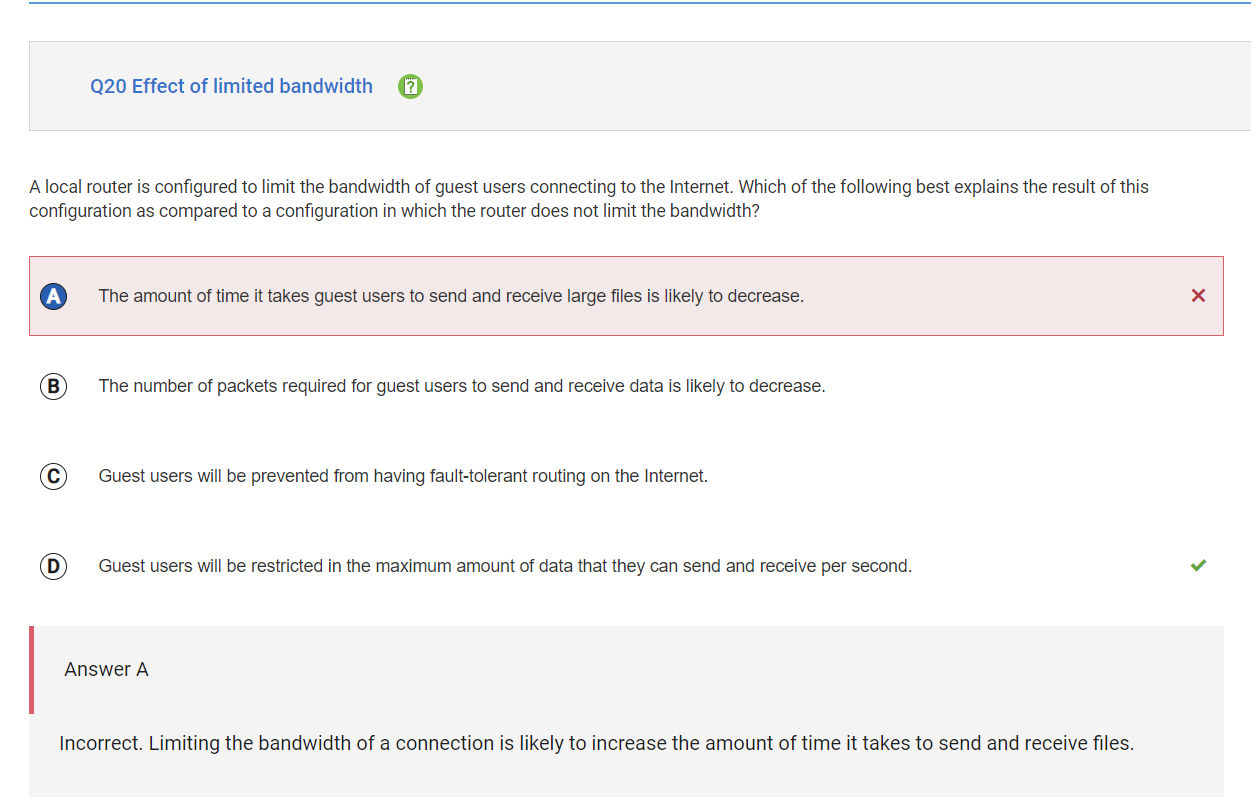 Q20 Effect of limited bandwidth
A local router is configured to limit the bandwidth of guest users connecting to the Internet. Which of the following best explains the result of this
configuration as compared to a configuration in which the router does not limit the bandwidth?
A The amount of time it takes guest users to send and receive large files is likely to decrease.
B The number of packets required for guest users to send and receive data is likely to decrease.
C Guest users will be prevented from having fault-tolerant routing on the Internet.
D Guest users will be restricted in the maximum amount of data that they can send and receive per second.
Answer A
Incorrect. Limiting the bandwidth of a connection is likely to increase the amount of time it takes to send and receive files.